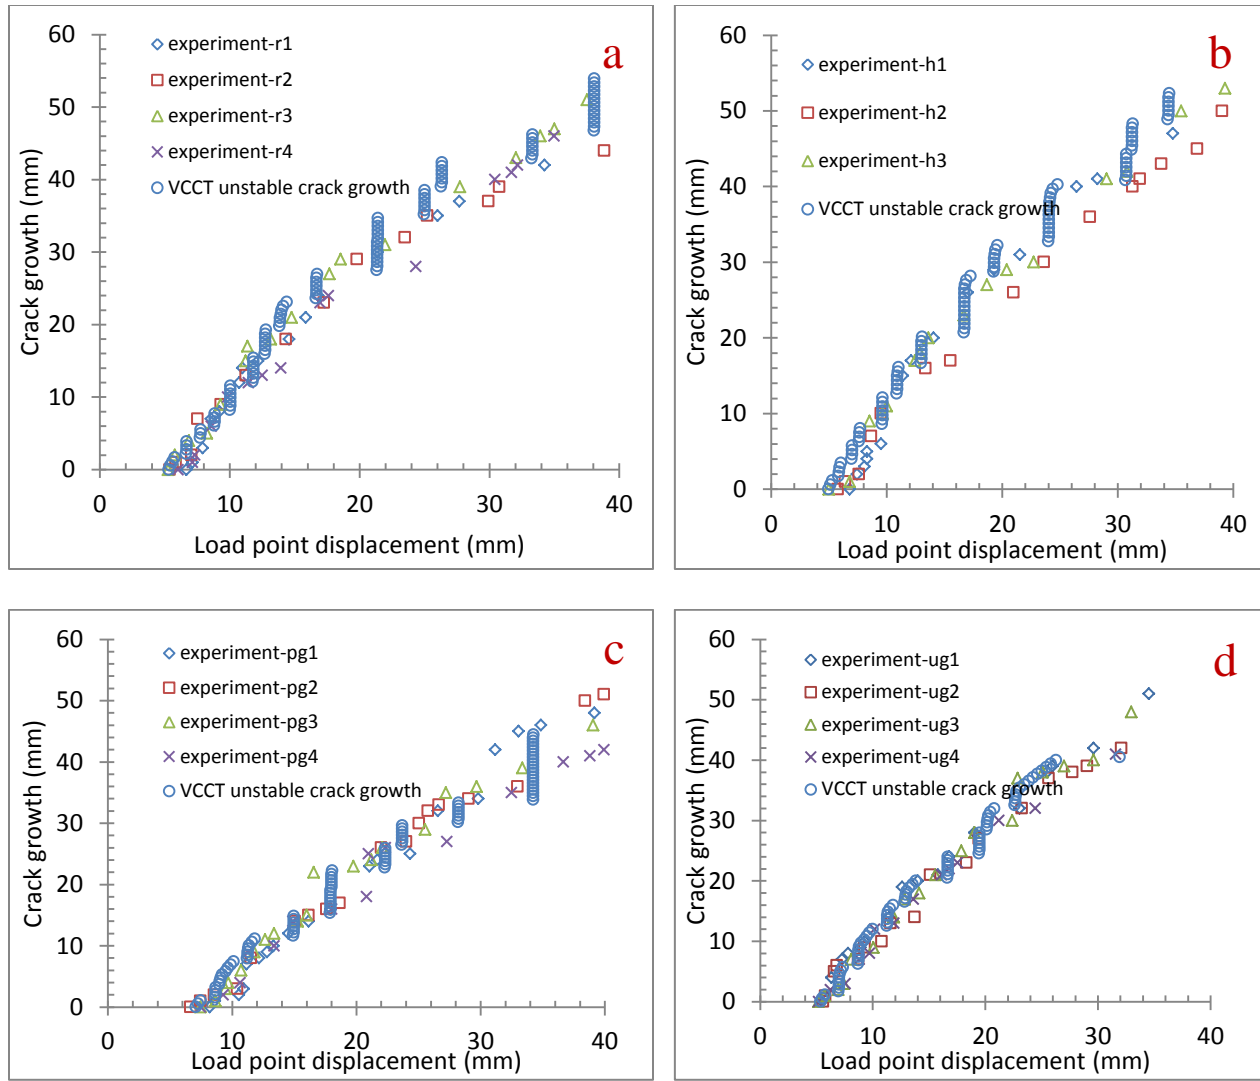 a
experiment-r1
experiment-r2
experiment-r3
experiment-r4
VCCT unstable crack growth
60
50
40
30
20
10
0
0 10 20 30 40
Crack growth (mm)
Load point displacement (mm)
b
experiment-h1
experiment-h2
experiment-h3
VCCT unstable crack growth
60
50
40
30
20
10
0
0 10 20 30 40
Crack growth (mm)
Load point displacement (mm)
c
experiment-pg1
experiment-pg2
experiment-pg3
experiment-pg4
VCCT unstable crack growth
60
50
40
30
20
10
0
0 10 20 30 40
Crack growth (mm)
Load point displacement (mm)
d
experiment-ug1
experiment-ug2
experiment-ug3
experiment-ug4
VCCT unstable crack growth
60
50
40
30
20
10
0
0 10 20 30 40
Crack growth (mm)
Load point displacement (mm)